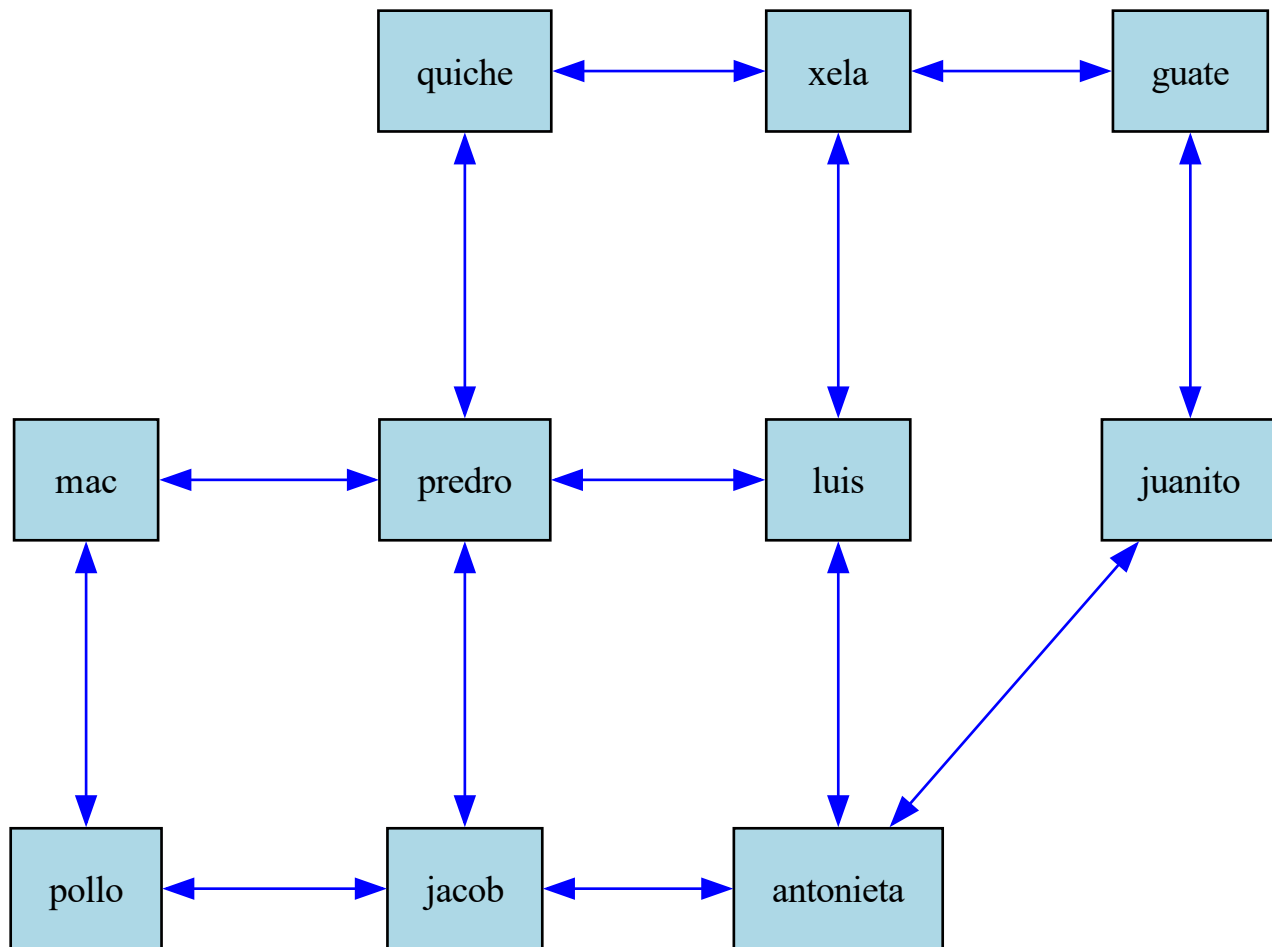 quiche
xela
guate
mac
predro
luis
juanito
pollo
jacob
antonieta